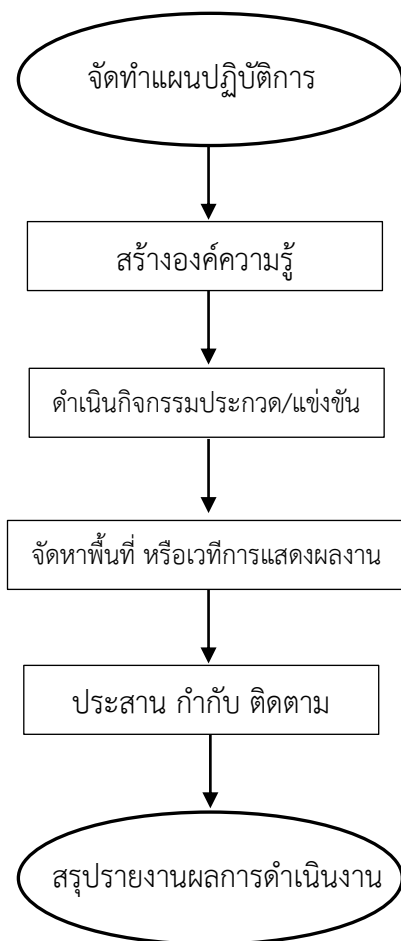 จัดทำแผนปฏิบัติการ
สร้างองค์ความรู้
ดำเนินกิจกรรมประกวด/แข่งขัน
จัดหาพื้นที่ หรือเวทีการแสดงผลงาน
ประสาน กำกับ ติดตาม
สรุปรายงานผลการดำเนินงาน